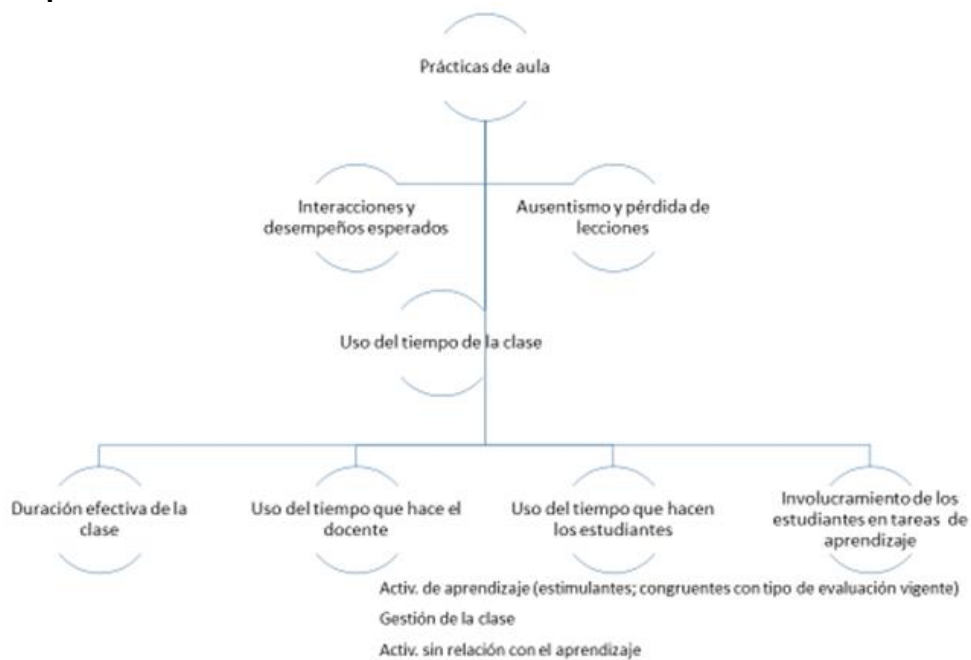 Prácticas de aula
Interacciones y
desempeños esperados
Ausentismo y pérdida de
lecciones
Uso del tiempo de la clase
Duración efectiva de la
clase
Uso del tiempo que hace el
docente
Uso del tiempo que hacen
los estudiantes
Involucramiento de los
estudiantes en tareas de
aprendizaje
Activ. de aprendizaje (estimulantes; congruentes con tipo de evaluación vigente)
Gestión de la clase
Activ. sin relación con el aprendizaje